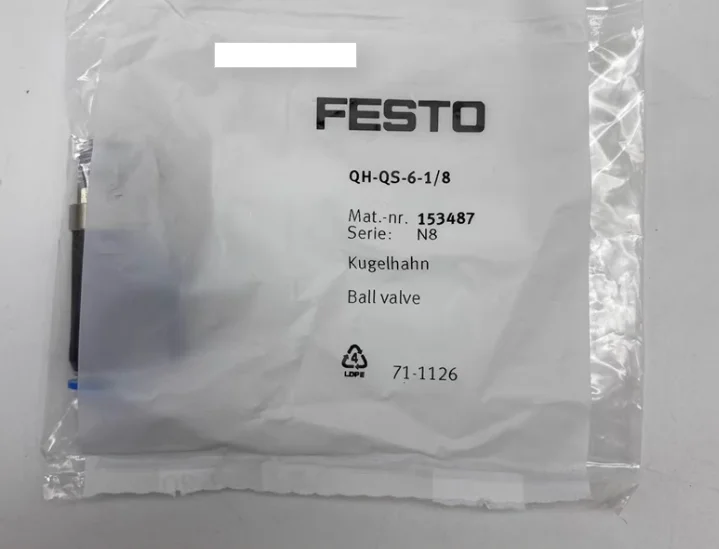 FESTO
QH-QS-6-1/8
Mat.-nr. 153487
Serie: N8
Kugelhahn
Ball valve
4
LDPE
71-1126